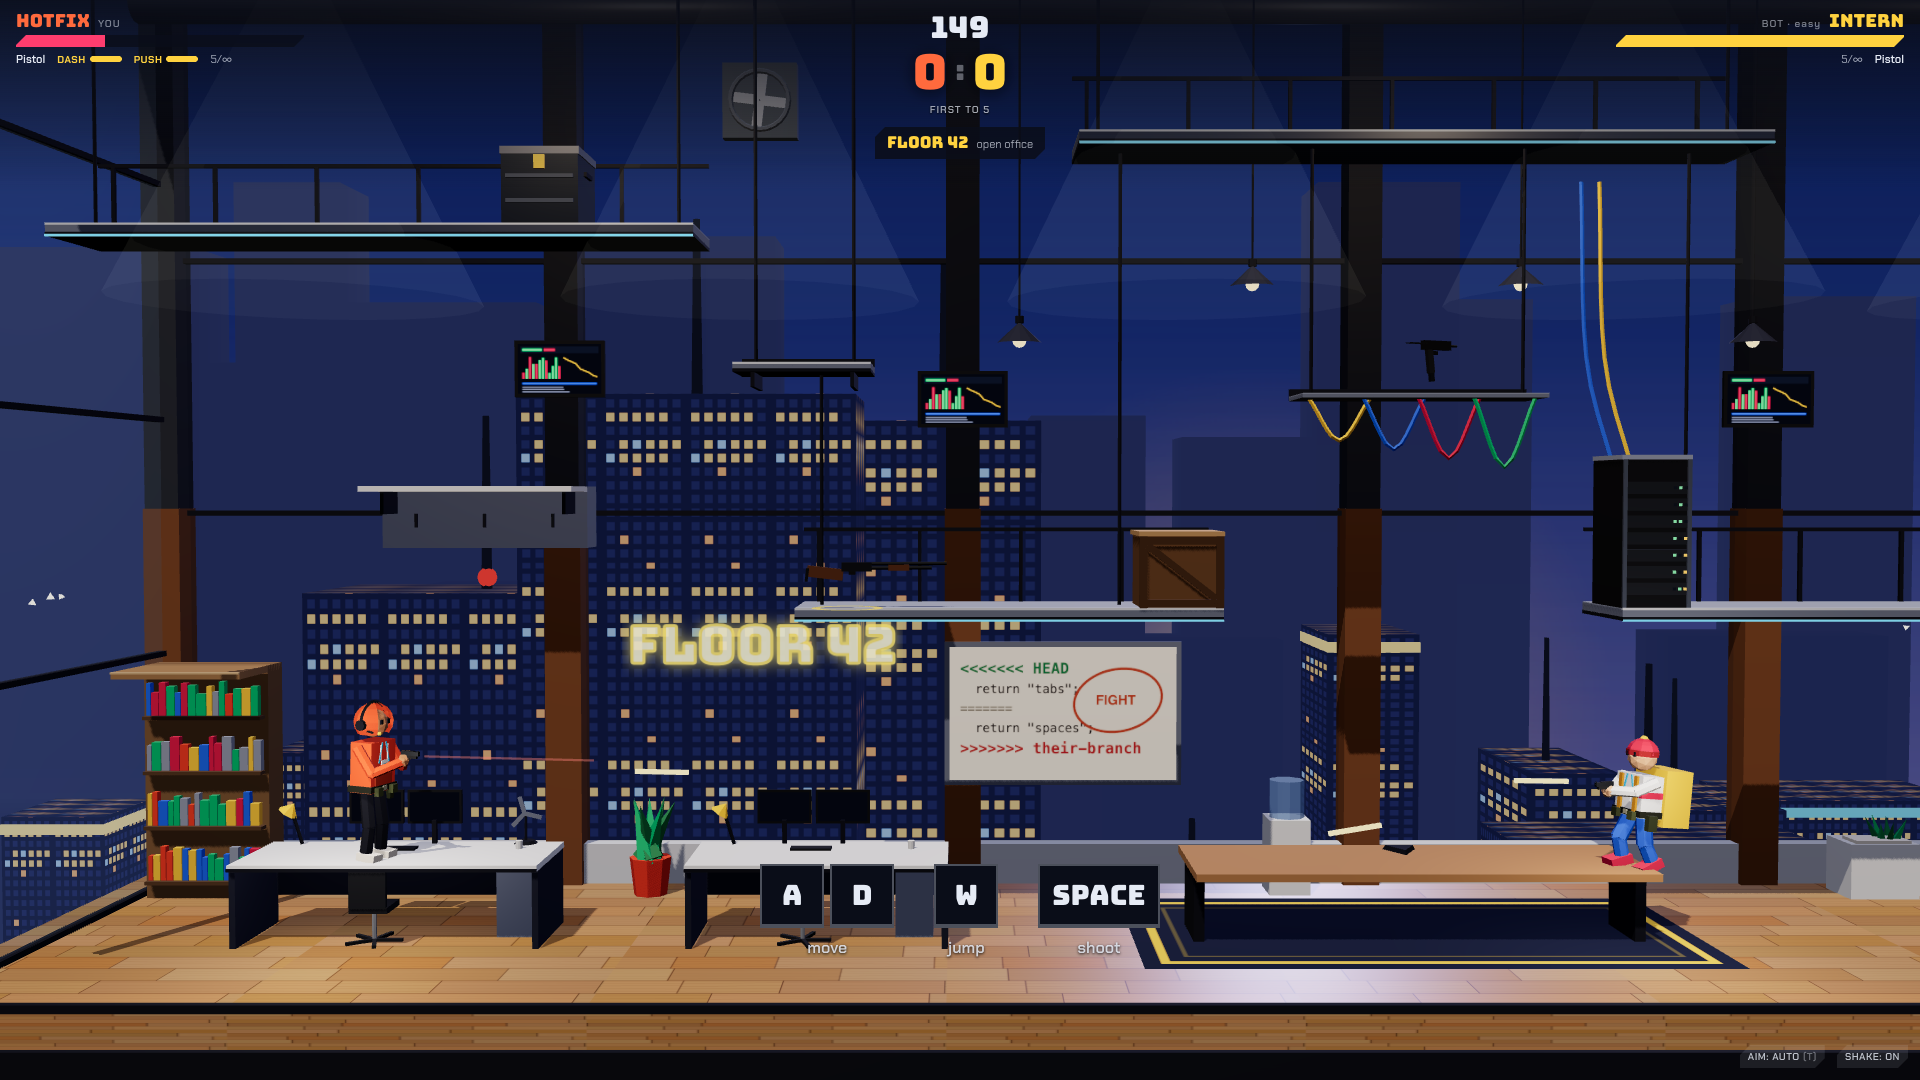 HOTFIX YOU
Pistol DASH PUSH 5/∞
149
0 : 0
FIRST TO 5
FLOOR 42 open office
BOT · easy INTERN
5/∞ Pistol
FLOOR 42
<<<<<<< HEAD
return "tabs";
=======
return "spaces";
>>>>>>> their-branch
FIGHT
A D W SPACE
move jump shoot
AIM: AUTO [T] SHAKE: ON